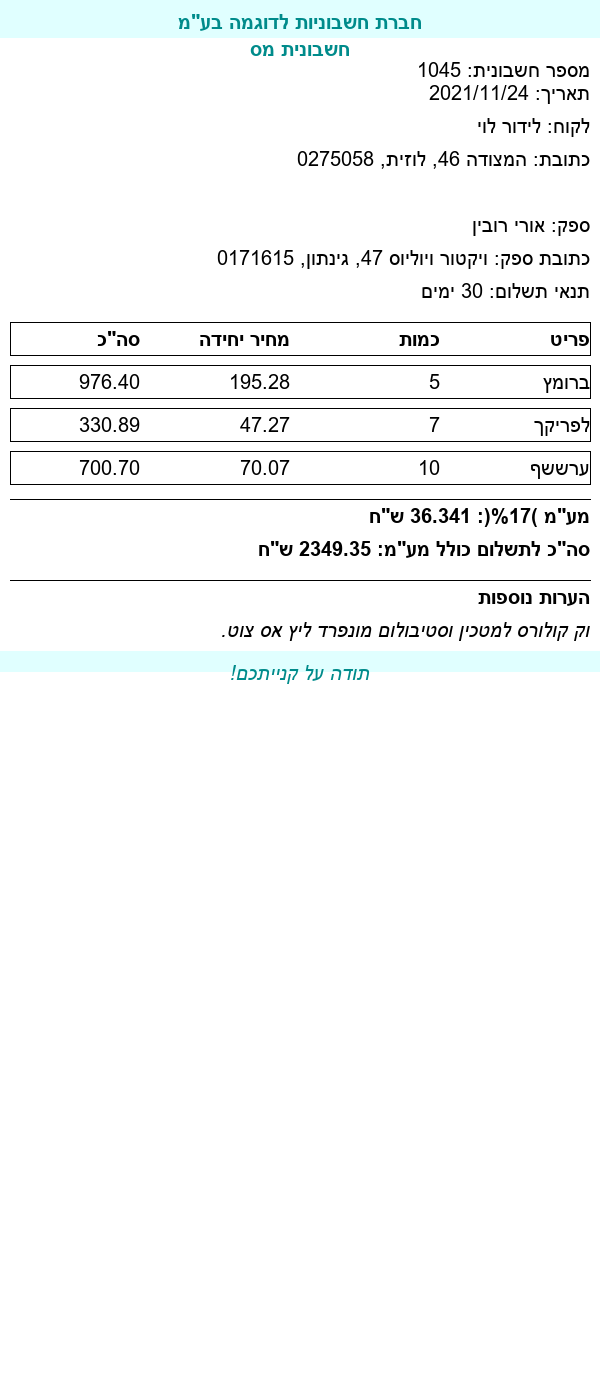 חברת חשבוניות לדוגמה בע"מ
חשבונית מס
מספר חשבונית: 1045
תאריך: 2021/11/24
לקוח: לידור לוי
כתובת: המצודה 46, לוזית, 0275058
ספק: אורי רובין
כתובת ספק: ויקטור ויוליוס 47, גינתון, 0171615
תנאי תשלום: 30 ימים
פריט כמות מחיר יחידה סה"כ
ברומץ 5 195.28 976.40
לפריקך 7 47.27 330.89
ערששף 10 70.07 700.70
מע"מ )17%(: 36.341 ש"ח
סה"כ לתשלום כולל מע"מ: 2349.35 ש"ח
הערות נוספות
וק קולורס למטכין וסטיבולום מונפרד ליץ אס צוט.
תודה על קנייתכם!